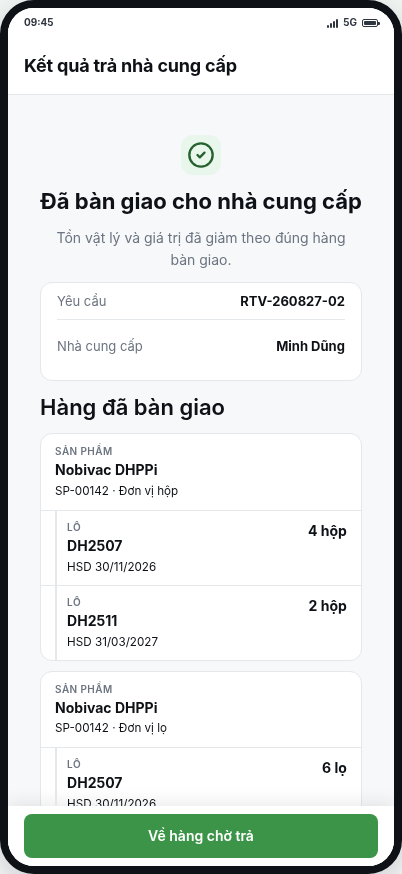 09:45
5G
Kết quả trả nhà cung cấp
Đã bàn giao cho nhà cung cấp
Tồn vật lý và giá trị đã giảm theo đúng hàng
bàn giao.
Yêu cầu RTV-260827-02
Nhà cung cấp Minh Dũng
Hàng đã bàn giao
SẢN PHẨM
Nobivac DHPPi
SP-00142 · Đơn vị hộp
LÔ
4 hộp
DH2507
HSD 30/11/2026
LÔ
2 hộp
DH2511
HSD 31/03/2027
SẢN PHẨM
Nobivac DHPPi
SP-00142 · Đơn vị lọ
LÔ
6 lọ
DH2507
HSD 30/11/2026
Về hàng chờ trả